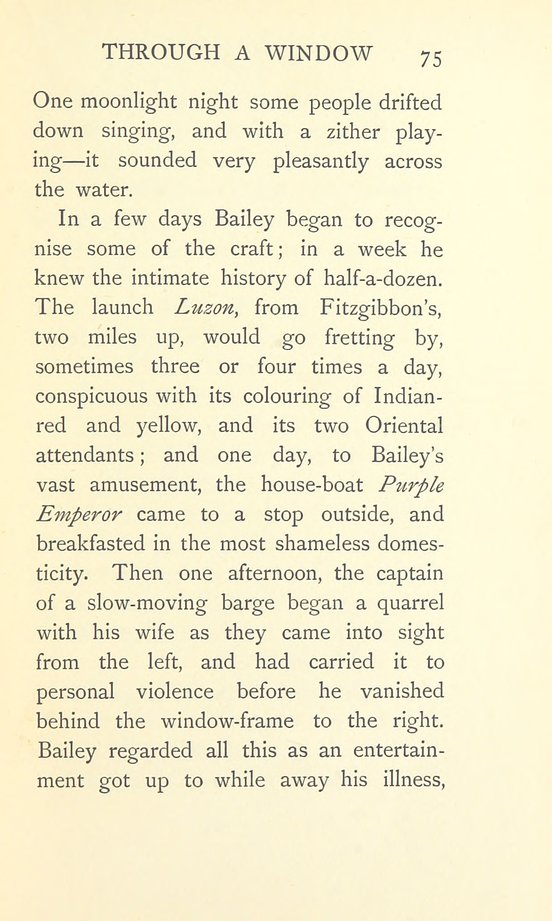 THROUGH A WINDOW 75
One moonlight night some people drifted
down singing, and with a zither play-
ing—it sounded very pleasantly across
the water.
In a few days Bailey began to recog-
nise some of the craft; in a week he
knew the intimate history of half-a-dozen.
The launch Luzon, from Fitzgibbon's,
two miles up, would go fretting by,
sometimes three or four times a day,
conspicuous with its colouring of Indian-
red and yellow, and its two Oriental
attendants; and one day, to Bailey's
vast amusement, the house-boat Purple
Emperor came to a stop outside, and
breakfasted in the most shameless domes-
ticity. Then one afternoon, the captain
of a slow-moving barge began a quarrel
with his wife as they came into sight
from the left, and had carried it to
personal violence before he vanished
behind the window-frame to the right.
Bailey regarded all this as an entertain-
ment got up to while away his illness,